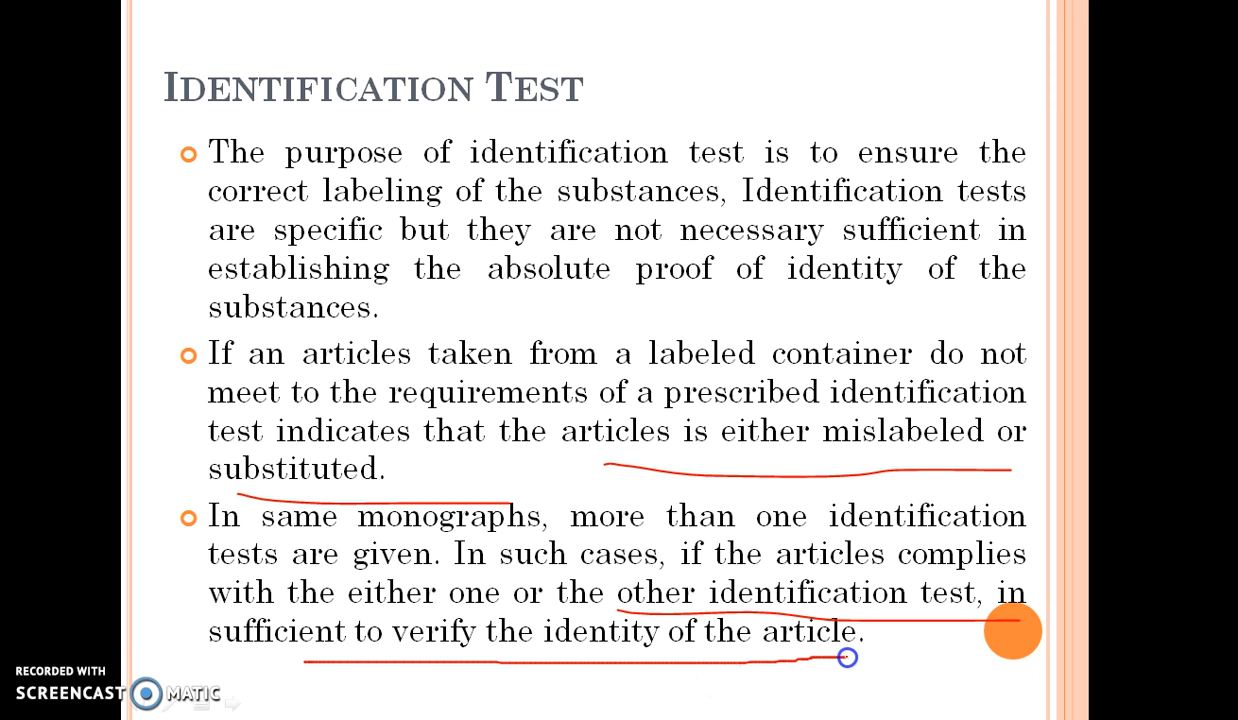 IDENTIFICATION TEST
The purpose of identification test is to ensure the
correct labeling of the substances, Identification tests
are specific but they are not necessary sufficient in
establishing the absolute proof of identity of the
substances.
If an articles taken from a labeled container do not
meet to the requirements of a prescribed identification
test indicates that the articles is either mislabeled or
substituted.
In same monographs, more than one identification
tests are given. In such cases, if the articles complies
with the either one or the other identification test, in
sufficient to verify the identity of the article.
RECORDED WITH
SCREENCAST MATIC